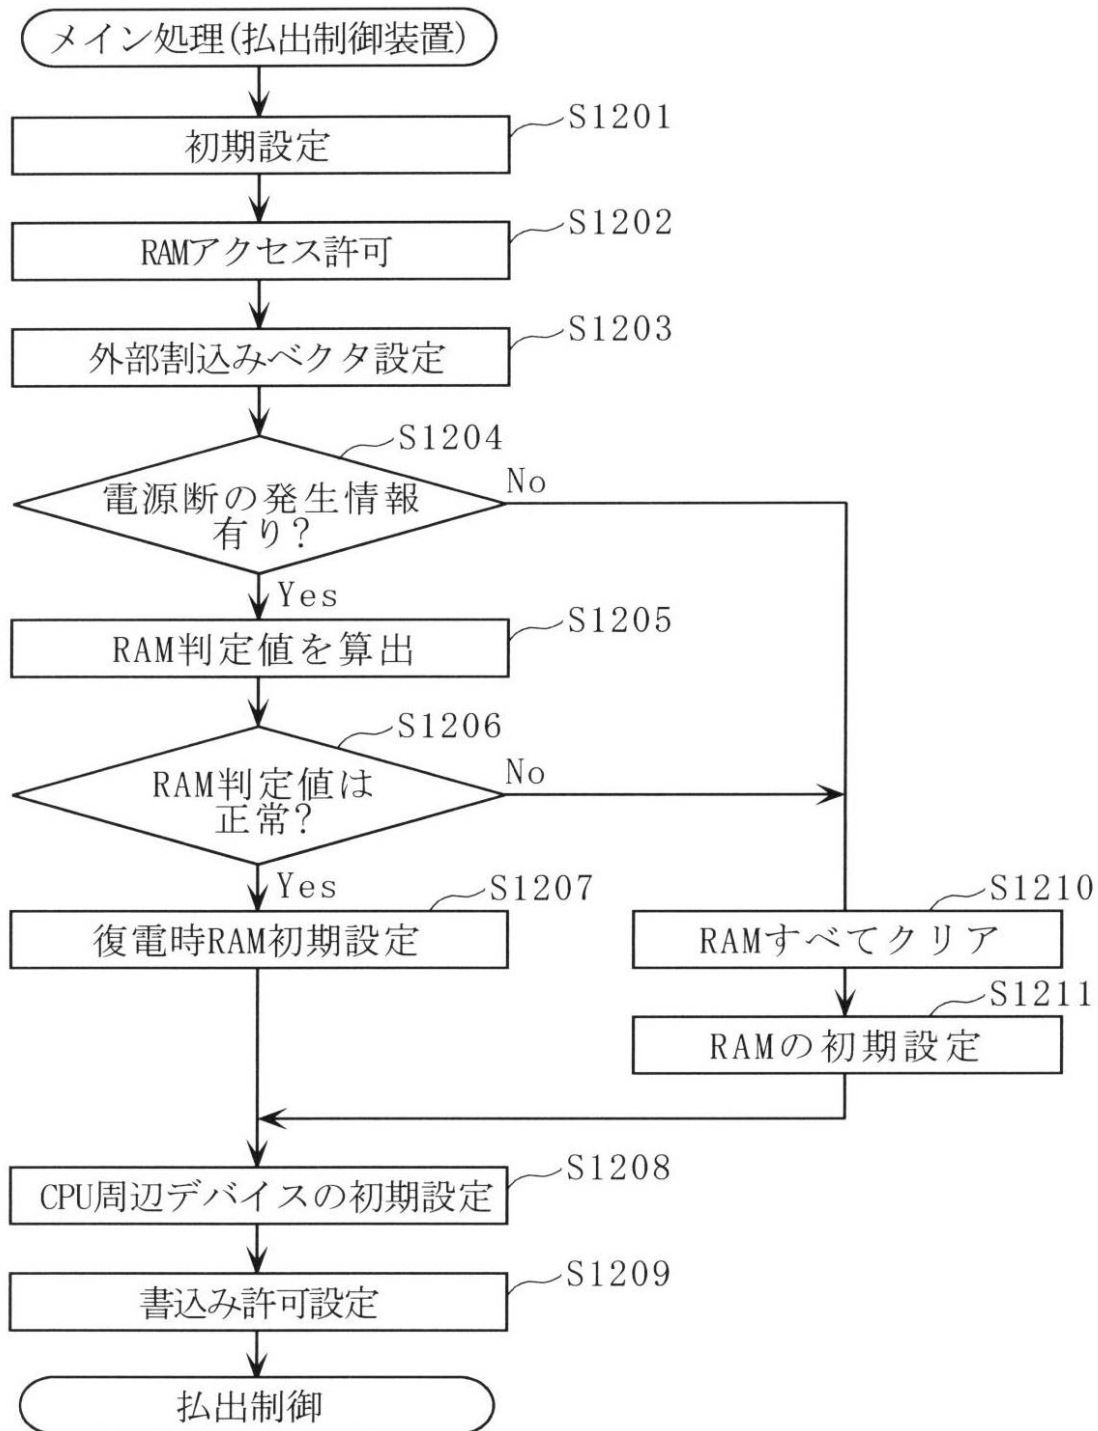 メイン処理(払出制御装置)
S1201
初期設定
S1202
RAMアクセス許可
S1203
外部割込みベクタ設定
S1204
電源断の発生情報
有り?
No
Yes
S1205
RAM判定値を算出
S1206
RAM判定値は
正常?
No
Yes
S1207
復電時RAM初期設定
S1210
RAMすべてクリア
S1211
RAMの初期設定
S1208
CPU周辺デバイスの初期設定
S1209
書込み許可設定
払出制御